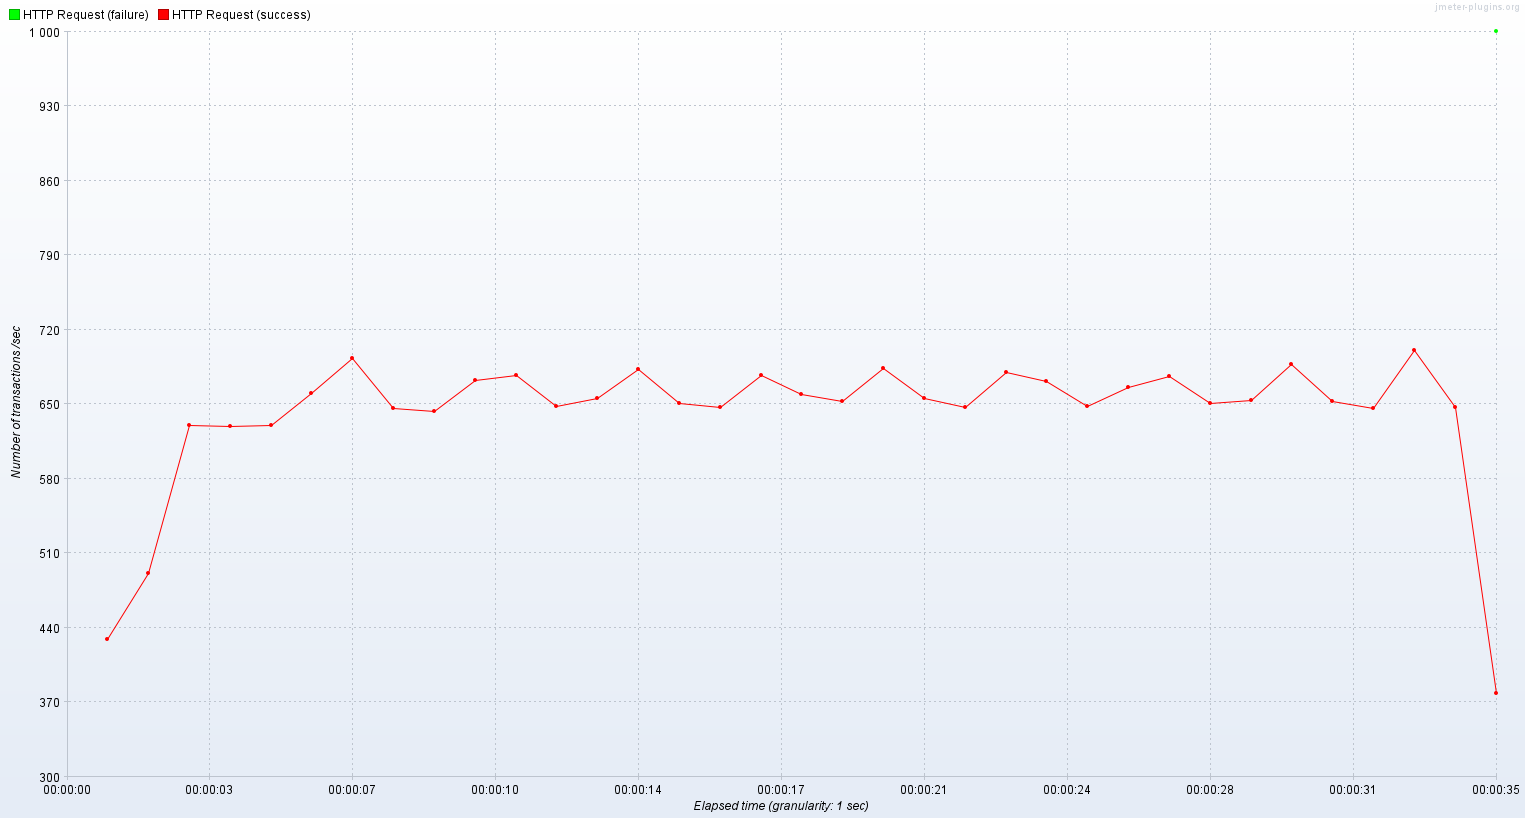 HTTP Request (failure) HTTP Request (success)
jmeter-plugins.org
1 000
930
860
790
720
650
580
510
440
370
300
Number of transactions /sec
00:00:00 00:00:03 00:00:07 00:00:10 00:00:14 00:00:17 00:00:21 00:00:24 00:00:28 00:00:31 00:00:35
Elapsed time (granularity: 1 sec)